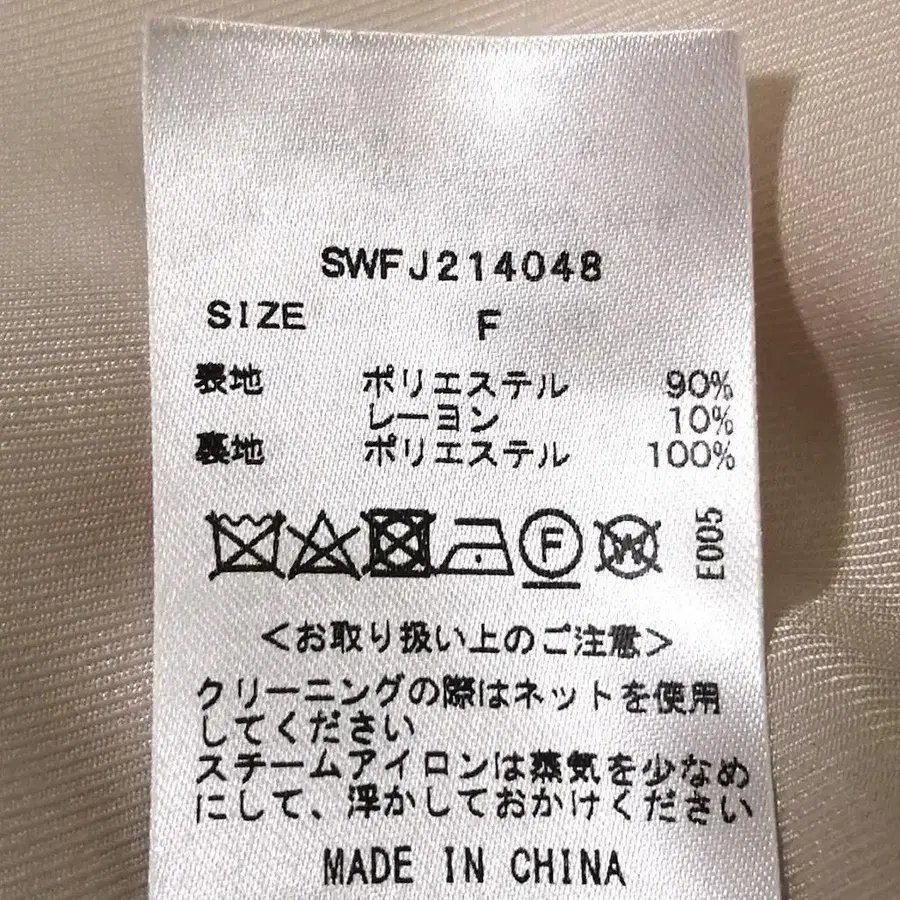 SWFJ214048
SIZE F
表地 ポリエステル 90%
レーヨン 10%
裏地 ポリエステル 100%
F W E005
<お取り扱い上のご注意>
クリーニングの際はネットを使用
してください
スチームアイロンは蒸気を少なめ
にして、浮かしておかけください
MADE IN CHINA